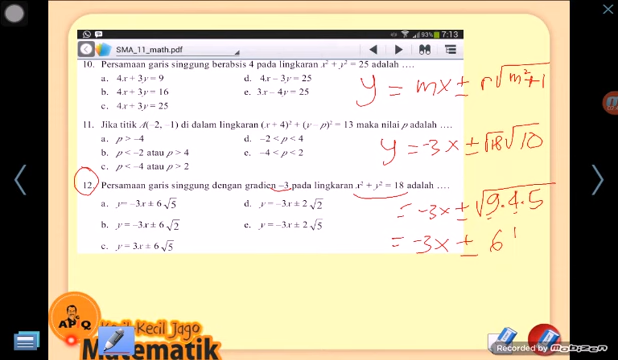 93% 7:13
SMA_11_math.pdf
10. Persamaan garis singgung berabsis 4 pada lingkaran x² + y² = 25 adalah ....
a. 4x + 3y = 9
d. 4x − 3y = 25
b. 4x + 3y = 16
e. 3x − 4y = 25
c. 4x + 3y = 25
y = mx ± r√m²+1
11. Jika titik A(−2, −1) di dalam lingkaran (x + 4)² + (y − p)² = 13 maka nilai p adalah ....
a. p > −4
d. −2 < p < 4
b. p < −2 atau p > 4
e. −4 < p < 2
c. p < −4 atau p > 2
y = -3x ± √18 √10
12. Persamaan garis singgung dengan gradien −3 pada lingkaran x² + y² = 18 adalah ....
a. y = −3x ± 6√5
d. y = −3x ± 2√2
b. y = −3x ± 6√2
e. y = −3x ± 2√5
c. y = 3x ± 6√5
= -3x ± √9.4.5
= -3x ± 6
APIQ
Kecil Jago
Matematik
Recorded by Mobizen